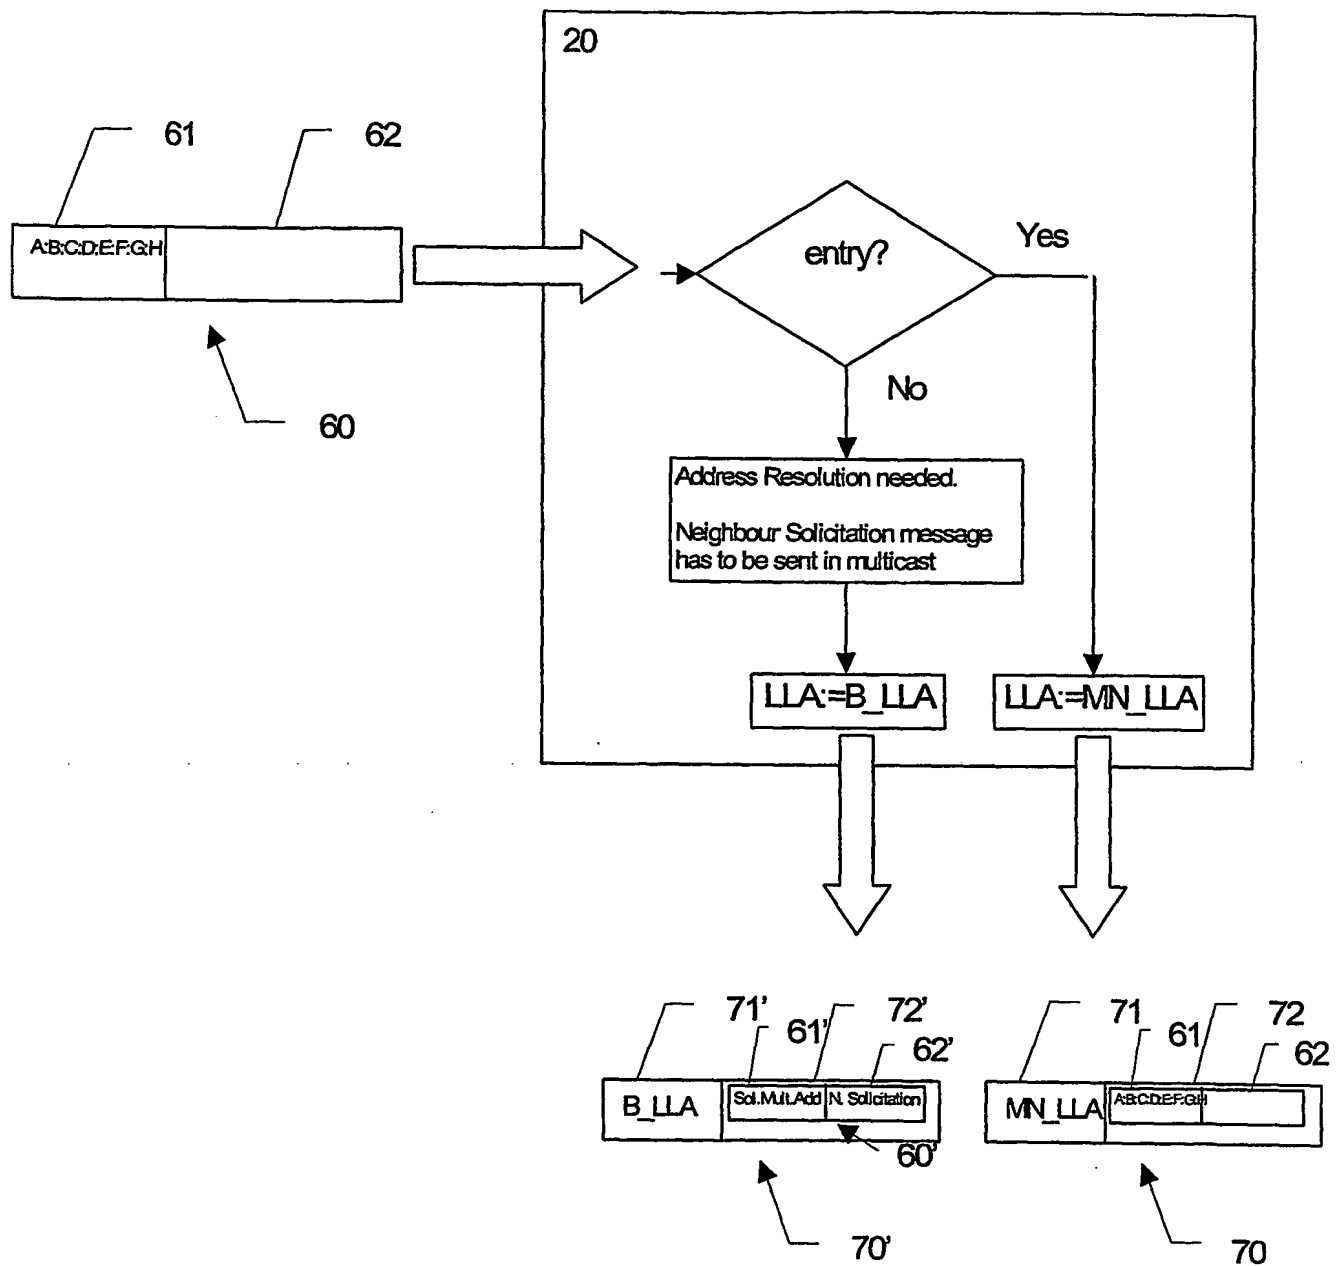 20
61
62
A:B:C:D:E:F:G:H
60
entry?
Yes
No
Address Resolution needed.
Neighbour Solicitation message
has to be sent in multicast
LLA:=B_LLA
LLA:=MN_LLA
71'
61'
72'
62'
B_LLA
Sol.Mult.Add
N. Solicitation
60'
70'
71
61
72
62
MN_LLA
A:B:C:D:E:F:G:H
70